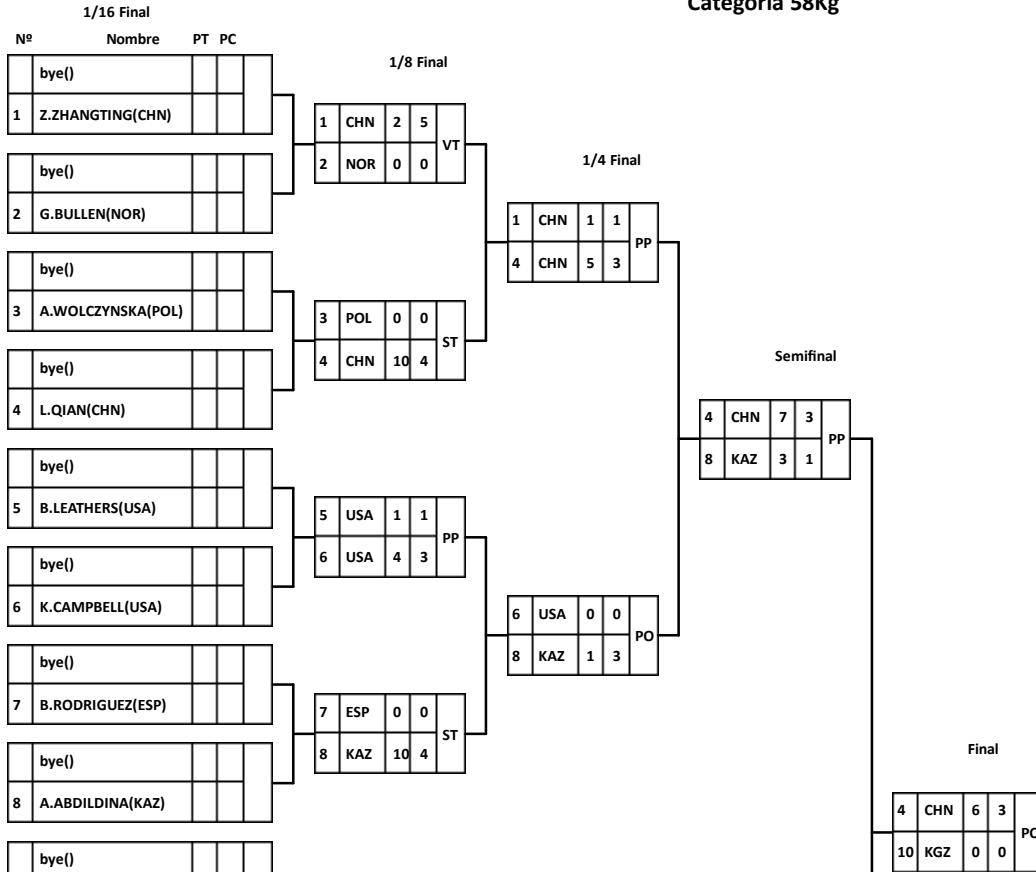 Categoría 58Kg
1/16 Final
Nº Nombre PT PC
bye()
1 Z.ZHANGTING(CHN)
bye()
2 G.BULLEN(NOR)
bye()
3 A.WOLCZYNSKA(POL)
bye()
4 L.QIAN(CHN)
bye()
5 B.LEATHERS(USA)
bye()
6 K.CAMPBELL(USA)
bye()
7 B.RODRIGUEZ(ESP)
bye()
8 A.ABDILDINA(KAZ)
bye()
1/8 Final
1 CHN 2 5
VT
2 NOR 0 0
3 POL 0 0
ST
4 CHN 10 4
5 USA 1 1
PP
6 USA 4 3
7 ESP 0 0
ST
8 KAZ 10 4
1/4 Final
1 CHN 1 1
PP
4 CHN 5 3
6 USA 0 0
PO
8 KAZ 1 3
Semifinal
4 CHN 7 3
PP
8 KAZ 3 1
Final
4 CHN 6 3
PO
10 KGZ 0 0